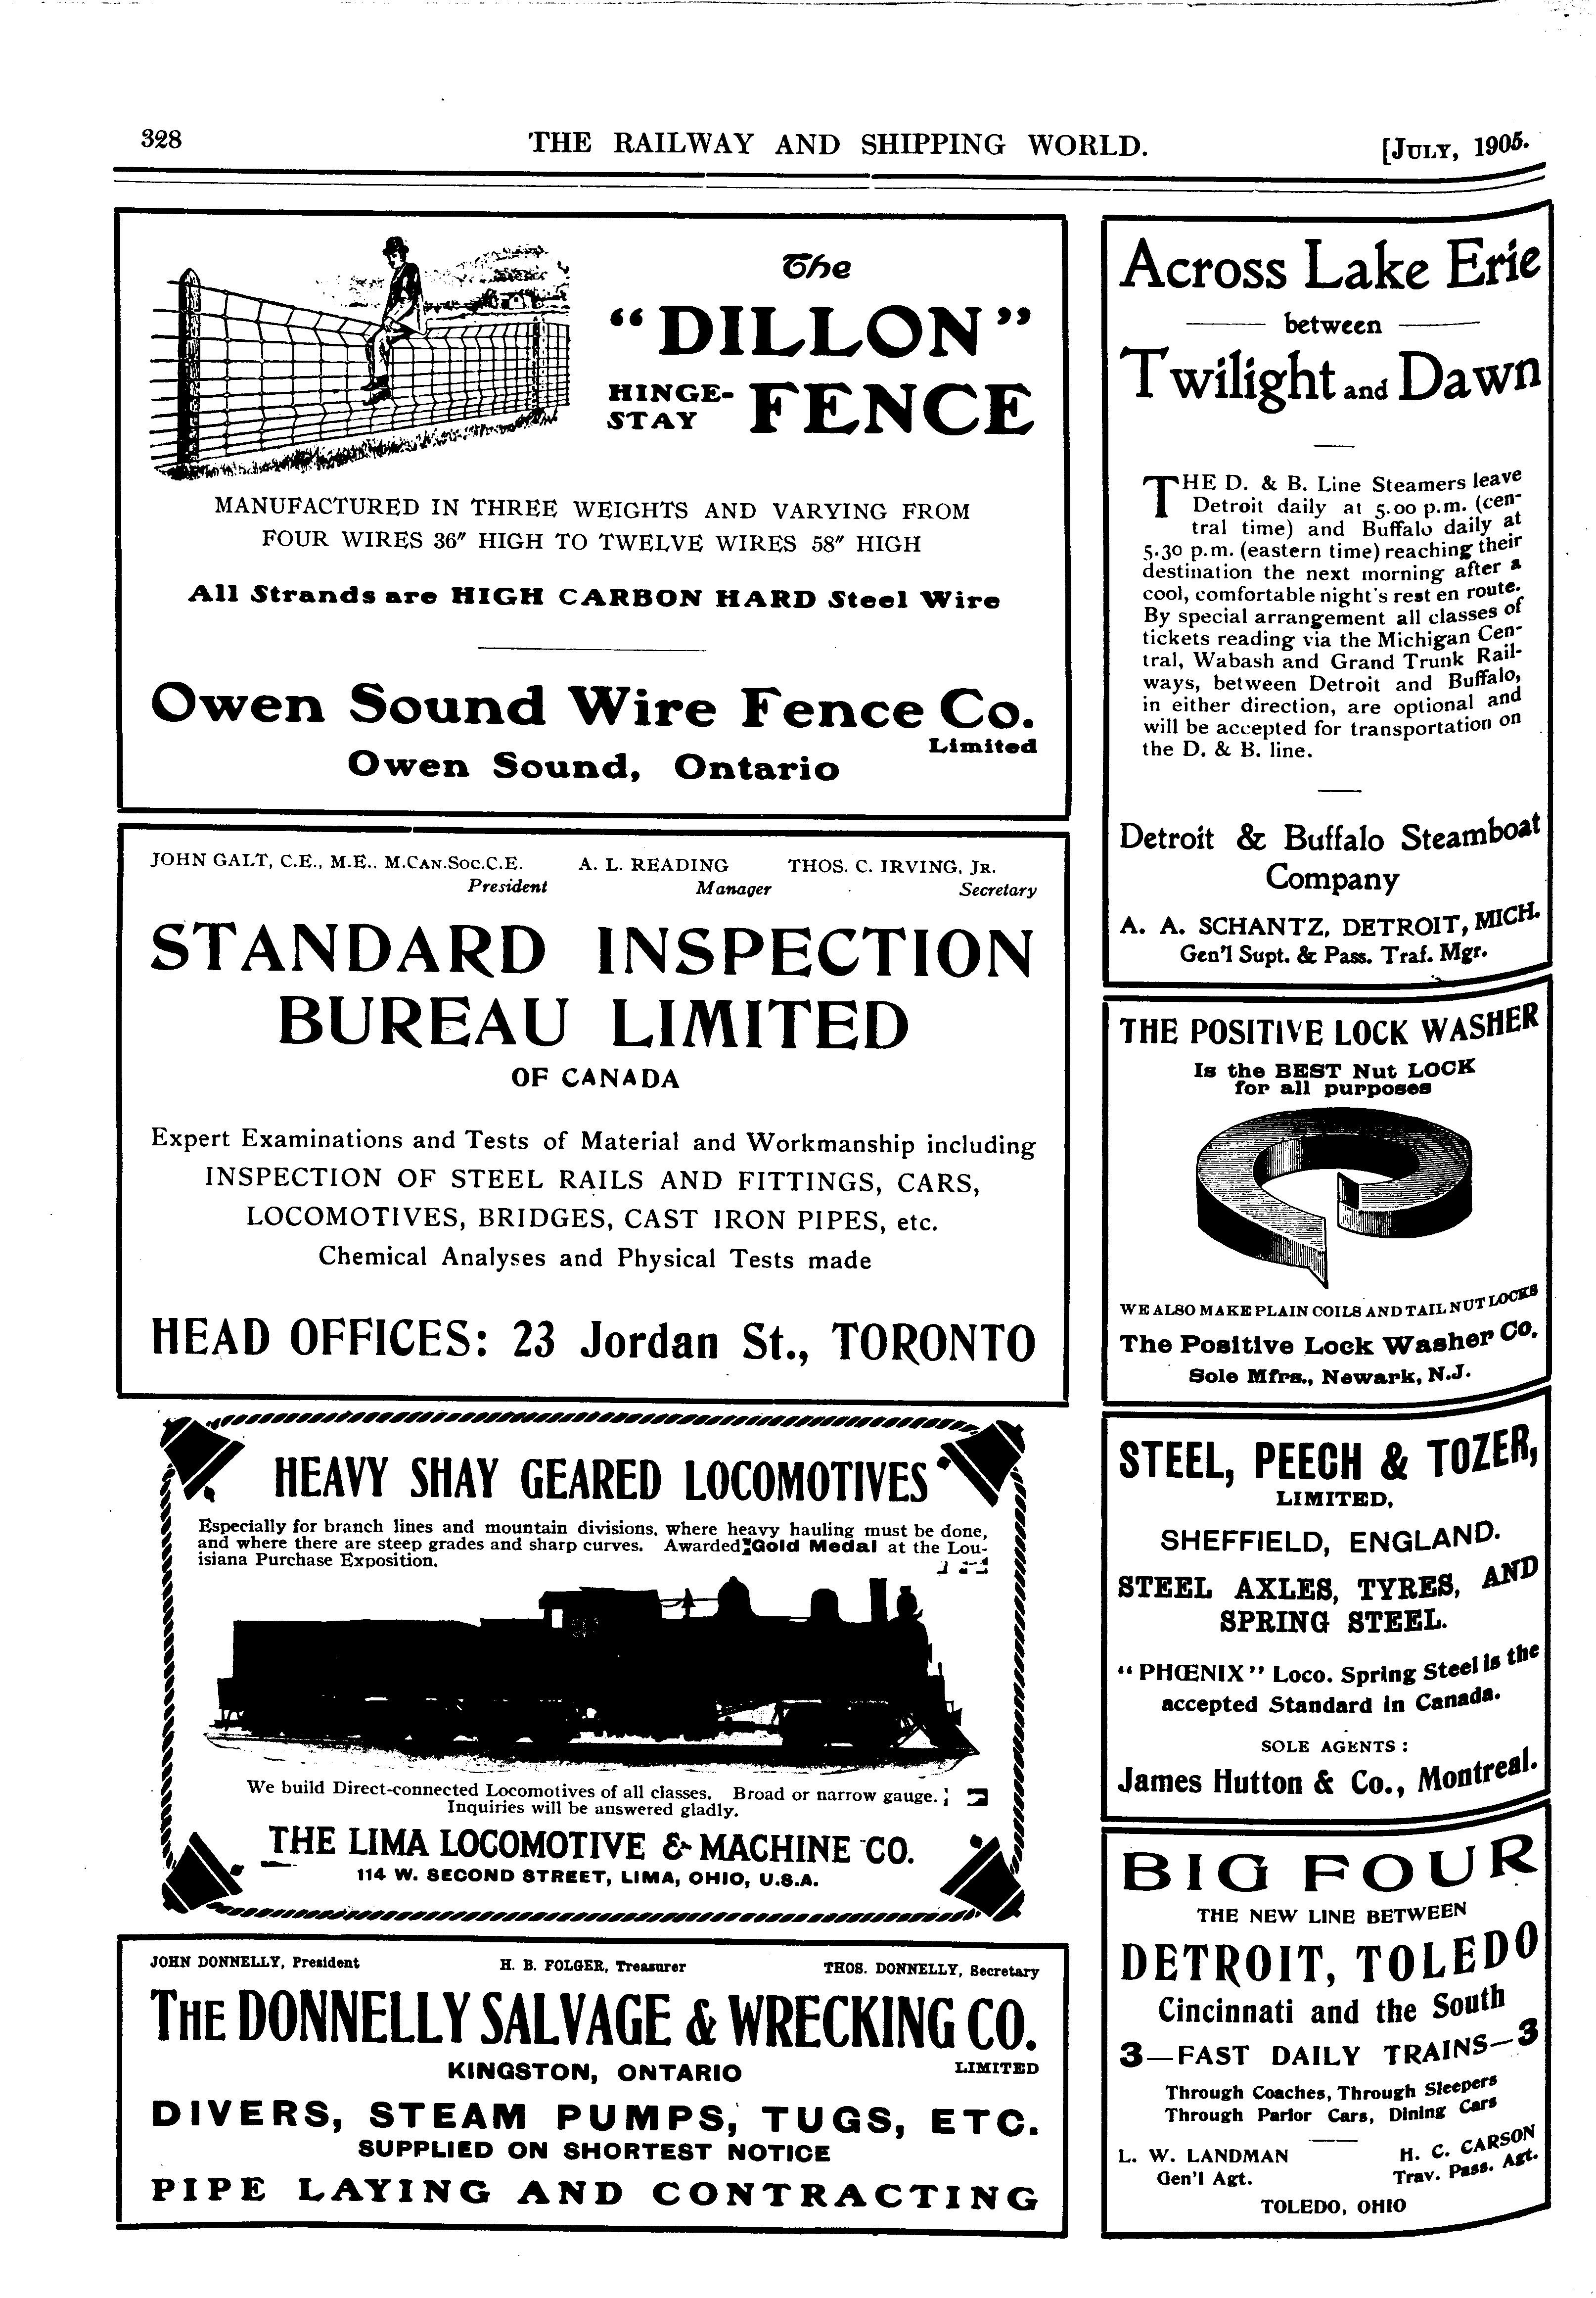 328
THE RAILWAY AND SHIPPING WORLD.
[JULY, 1905.
The
"DILLON"
HINGE-
STAY
FENCE
MANUFACTURED IN THREE WEIGHTS AND VARYING FROM
FOUR WIRES 36" HIGH TO TWELVE WIRES 58" HIGH
All Strands are HIGH CARBON HARD Steel Wire
Owen Sound Wire Fence Co.
Limited
Owen Sound, Ontario
JOHN GALT, C.E., M.E., M.CAN.SOC.C.E. A. L. READING THOS. C. IRVING, JR.
President Manager Secretary
STANDARD INSPECTION
BUREAU LIMITED
OF CANADA
Expert Examinations and Tests of Material and Workmanship including
INSPECTION OF STEEL RAILS AND FITTINGS, CARS,
LOCOMOTIVES, BRIDGES, CAST IRON PIPES, etc.
Chemical Analyses and Physical Tests made
HEAD OFFICES: 23 Jordan St., TORONTO
HEAVY SHAY GEARED LOCOMOTIVES
Especially for branch lines and mountain divisions, where heavy hauling must be done,
and where there are steep grades and sharp curves. Awarded Gold Medal at the Lou-
isiana Purchase Exposition.
We build Direct-connected Locomotives of all classes. Broad or narrow gauge.
Inquiries will be answered gladly.
THE LIMA LOCOMOTIVE & MACHINE CO.
114 W. SECOND STREET, LIMA, OHIO, U.S.A.
JOHN DONNELLY, President H. B. FOLGER, Treasurer THOS. DONNELLY, Secretary
THE DONNELLY SALVAGE & WRECKING CO.
LIMITED
KINGSTON, ONTARIO
DIVERS, STEAM PUMPS, TUGS, ETC.
SUPPLIED ON SHORTEST NOTICE
PIPE LAYING AND CONTRACTING
Across Lake Erie
between
Twilight and Dawn
THE D. & B. Line Steamers leave
Detroit daily at 5.00 p.m. (cen-
tral time) and Buffalo daily at
5.30 p.m. (eastern time) reaching their
destination the next morning after a
cool, comfortable night's rest en route.
By special arrangement all classes of
tickets reading via the Michigan Cen-
tral, Wabash and Grand Trunk Rail-
ways, between Detroit and Buffalo,
in either direction, are optional and
will be accepted for transportation on
the D. & B. line.
Detroit & Buffalo Steamboat
Company
A. A. SCHANTZ, DETROIT, MICH.
Gen'l Supt. & Pass. Traf. Mgr.
THE POSITIVE LOCK WASHER
Is the BEST Nut LOCK
for all purposes
WE ALSO MAKE PLAIN COILS AND TAIL NUT LOCKS
The Positive Lock Washer Co.
Sole Mfrs., Newark, N.J.
STEEL, PEECH & TOZER,
LIMITED,
SHEFFIELD, ENGLAND.
STEEL AXLES, TYRES, AND
SPRING STEEL.
"PHŒNIX" Loco. Spring Steel is the
accepted Standard in Canada.
SOLE AGENTS:
James Hutton & Co., Montreal.
BIG FOUR
THE NEW LINE BETWEEN
DETROIT, TOLEDO
Cincinnati and the South
3—FAST DAILY TRAINS—3
Through Coaches, Through Sleepers
Through Parlor Cars, Dining Cars
L. W. LANDMAN H. C. CARSON
Gen'l Agt. Trav. Pass. Agt.
TOLEDO, OHIO